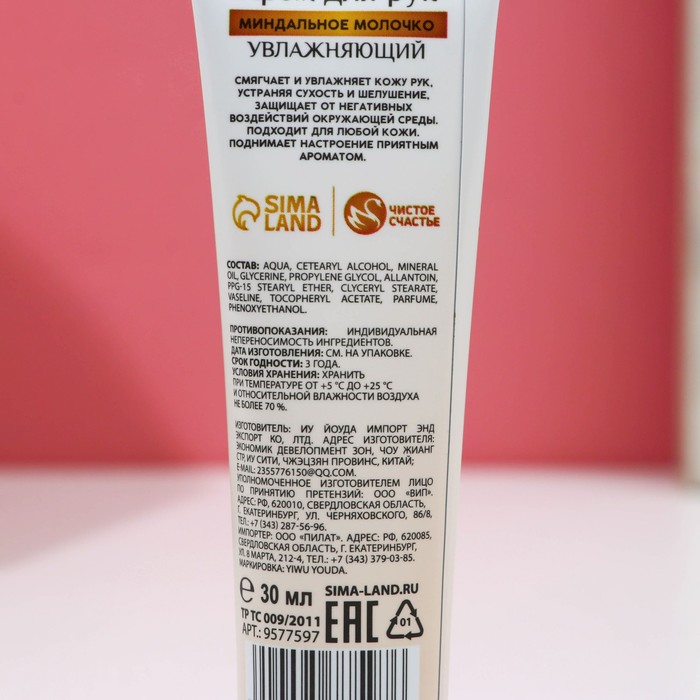 крем для рук
МИНДАЛЬНОЕ МОЛОЧКО
УВЛАЖНЯЮЩИЙ
СМЯГЧАЕТ И УВЛАЖНЯЕТ КОЖУ РУК,
УСТРАНЯЯ СУХОСТЬ И ШЕЛУШЕНИЕ,
ЗАЩИЩАЕТ ОТ НЕГАТИВНЫХ
ВОЗДЕЙСТВИЙ ОКРУЖАЮЩЕЙ СРЕДЫ.
ПОДХОДИТ ДЛЯ ЛЮБОЙ КОЖИ.
ПОДНИМАЕТ НАСТРОЕНИЕ ПРИЯТНЫМ
АРОМАТОМ.
SIMA LAND
ЧИСТОЕ СЧАСТЬЕ
СОСТАВ: AQUA, CETEARYL ALCOHOL, MINERAL
OIL, GLYCERINE, PROPYLENE GLYCOL, ALLANTOIN,
PPG-15 STEARYL ETHER, CLYCERYL STEARATE,
VASELINE, TOCOPHERYL ACETATE, PARFUME,
PHENOXYETHANOL.
ПРОТИВОПОКАЗАНИЯ: ИНДИВИДУАЛЬНАЯ
НЕПЕРЕНОСИМОСТЬ ИНГРЕДИЕНТОВ.
ДАТА ИЗГОТОВЛЕНИЯ: СМ. НА УПАКОВКЕ.
СРОК ГОДНОСТИ: 3 ГОДА.
УСЛОВИЯ ХРАНЕНИЯ: ХРАНИТЬ
ПРИ ТЕМПЕРАТУРЕ ОТ +5 °C ДО +25 °C
И ОТНОСИТЕЛЬНОЙ ВЛАЖНОСТИ ВОЗДУХА
НЕ БОЛЕЕ 70 %.
ИЗГОТОВИТЕЛЬ: ИУ ЙОУДА ИМПОРТ ЭНД
ЭКСПОРТ КО, ЛТД. АДРЕС ИЗГОТОВИТЕЛЯ:
ЭКОНОМИК ДЕВЕЛОПМЕНТ ЗОН, ЧОУ ЖИАНГ
СТР, ИУ СИТИ, ЧЖЭЦЗЯН ПРОВИНС, КИТАЙ;
E-MAIL: 2355776150@QQ.COM.
УПОЛНОМОЧЕННОЕ ИЗГОТОВИТЕЛЕМ ЛИЦО
ПО ПРИНЯТИЮ ПРЕТЕНЗИЙ: ООО «ВИП».
АДРЕС: РФ, 620010, СВЕРДЛОВСКАЯ ОБЛАСТЬ,
Г. ЕКАТЕРИНБУРГ, УЛ. ЧЕРНЯХОВСКОГО, 86/8,
ТЕЛ.: +7 (343) 287-56-96.
ИМПОРТЕР: ООО «ПИЛАТ». АДРЕС: РФ, 620085,
СВЕРДЛОВСКАЯ ОБЛАСТЬ, Г. ЕКАТЕРИНБУРГ,
УЛ. 8 МАРТА, 212-4, ТЕЛ.: +7 (343) 379-03-85.
МАРКИРОВКА: YIWU YOUDA.
℮ 30 МЛ SIMA-LAND.RU
ТР ТС 009/2011 EAC 01
АРТ.: 9577597